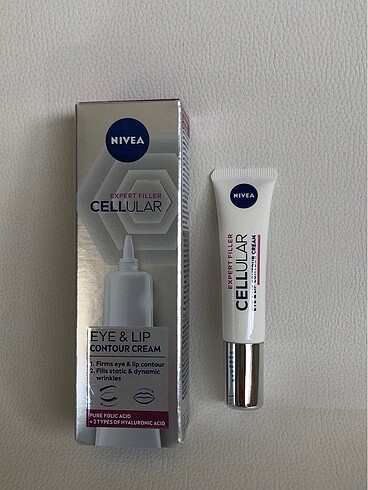 NIVEA
EXPERT FILLER
CELLULAR
EYE & LIP
CONTOUR CREAM
1. Firms eye & lip contour
2. Fills static & dynamic
wrinkles
PURE FOLIC ACID
+ 2 TYPES OF HYALURONIC ACID
NIVEA
EXPERT FILLER
CELLULAR
CONTOUR CREAM